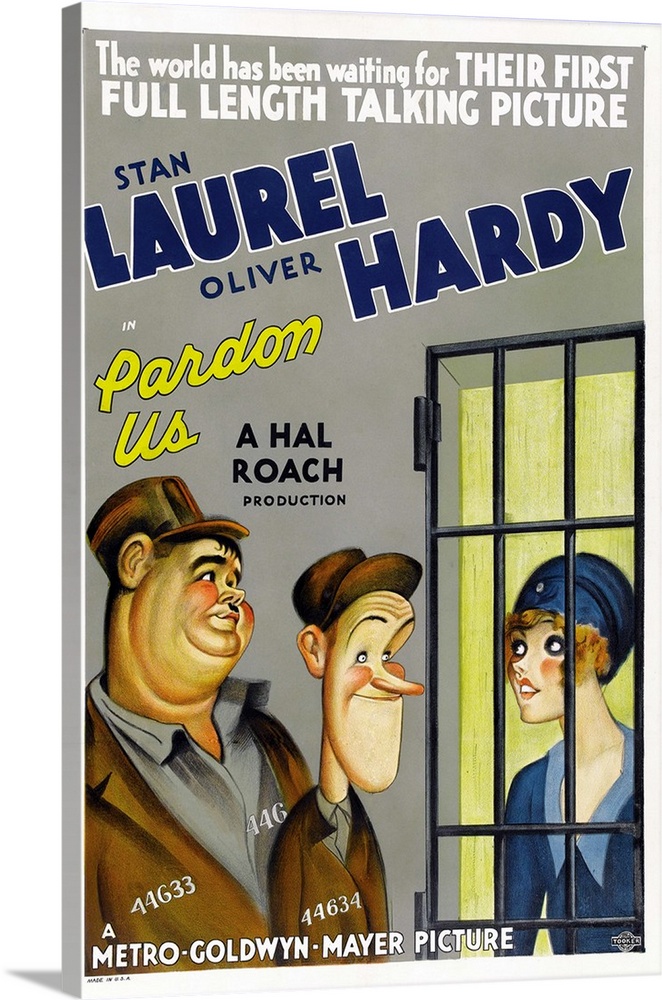 The world has been waiting for THEIR FIRST
FULL LENGTH TALKING PICTURE
STAN
LAUREL
OLIVER HARDY
IN
Pardon
Us
A HAL
ROACH
PRODUCTION
446
44633
44634
A
METRO-GOLDWYN-MAYER PICTURE
TOOKER
MADE IN U.S.A